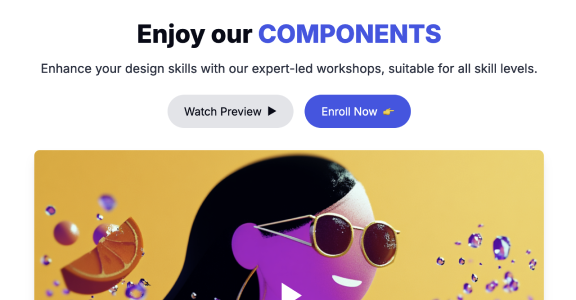 Enjoy our COMPONENTS
Enhance your design skills with our expert-led workshops, suitable for all skill levels.
Watch Preview ▶
Enroll Now 👉